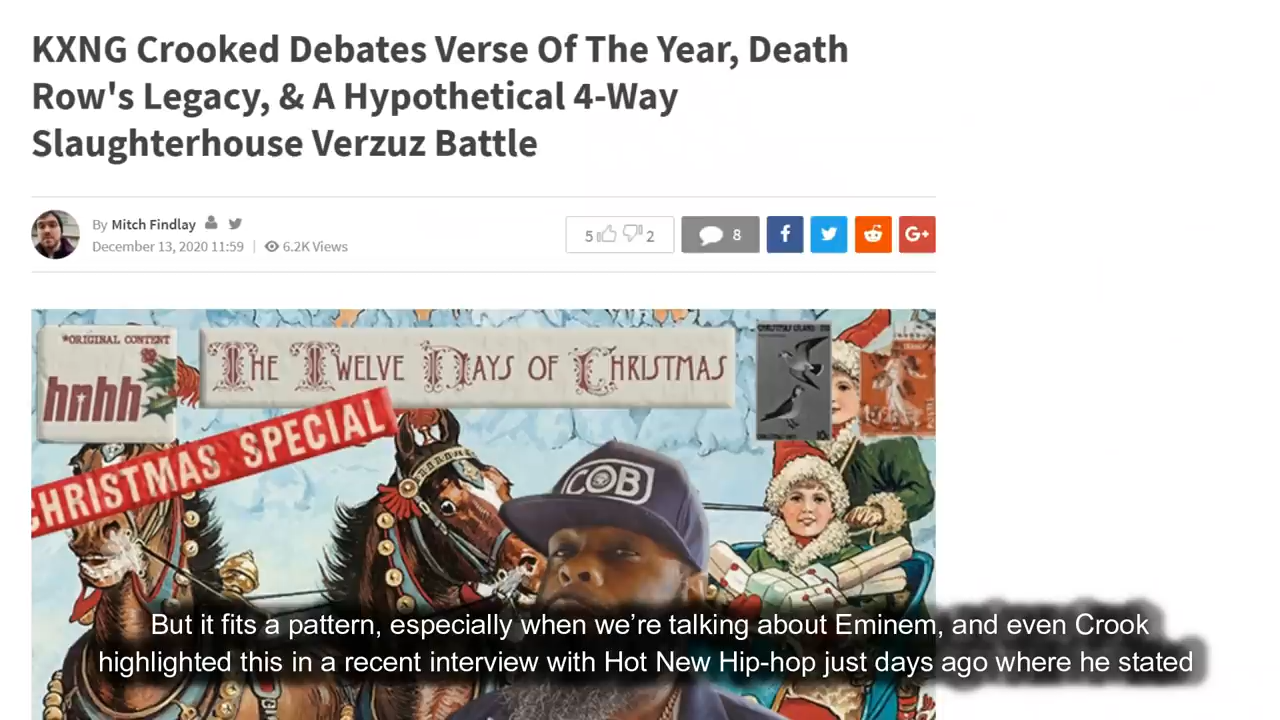 KXNG Crooked Debates Verse Of The Year, Death
Row's Legacy, & A Hypothetical 4-Way
Slaughterhouse Verzuz Battle
By Mitch Findlay
December 13, 2020 11:59 | 6.2K Views
5 2
8
G+
*ORIGINAL CONTENT
hnhh
THE TWELVE DAYS OF CHRISTMAS
CHRISTMAS SPECIAL
COB
But it fits a pattern, especially when we’re talking about Eminem, and even Crook
highlighted this in a recent interview with Hot New Hip-hop just days ago where he stated